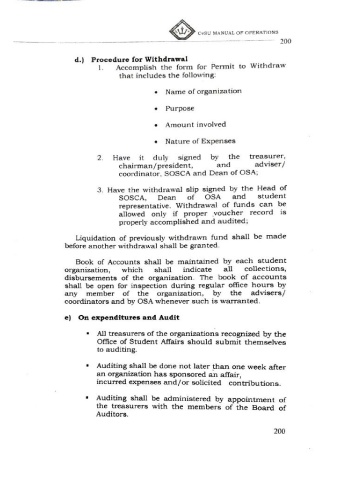 CvSU MANUAL OF OPERATIONS
200
d.) Procedure for Withdrawal
1. Accomplish the form for Permit to Withdraw
that includes the following:
• Name of organization
• Purpose
• Amount involved
• Nature of Expenses
2. Have it duly signed by the treasurer,
chairman/president, and adviser/
coordinator, SOSCA and Dean of OSA;
3. Have the withdrawal slip signed by the Head of
SOSCA, Dean of OSA and student
representative. Withdrawal of funds can be
allowed only if proper voucher record is
properly accomplished and audited;
Liquidation of previously withdrawn fund shall be made
before another withdrawal shall be granted.
Book of Accounts shall be maintained by each student
organization, which shall indicate all collections,
disbursements of the organization. The book of accounts
shall be open for inspection during regular office hours by
any member of the organization, by the advisers/
coordinators and by OSA whenever such is warranted.
e) On expenditures and Audit
▪ All treasurers of the organizations recognized by the
Office of Student Affairs should submit themselves
to auditing.
▪ Auditing shall be done not later than one week after
an organization has sponsored an affair,
incurred expenses and/or solicited contributions.
▪ Auditing shall be administered by appointment of
the treasurers with the members of the Board of
Auditors.
200